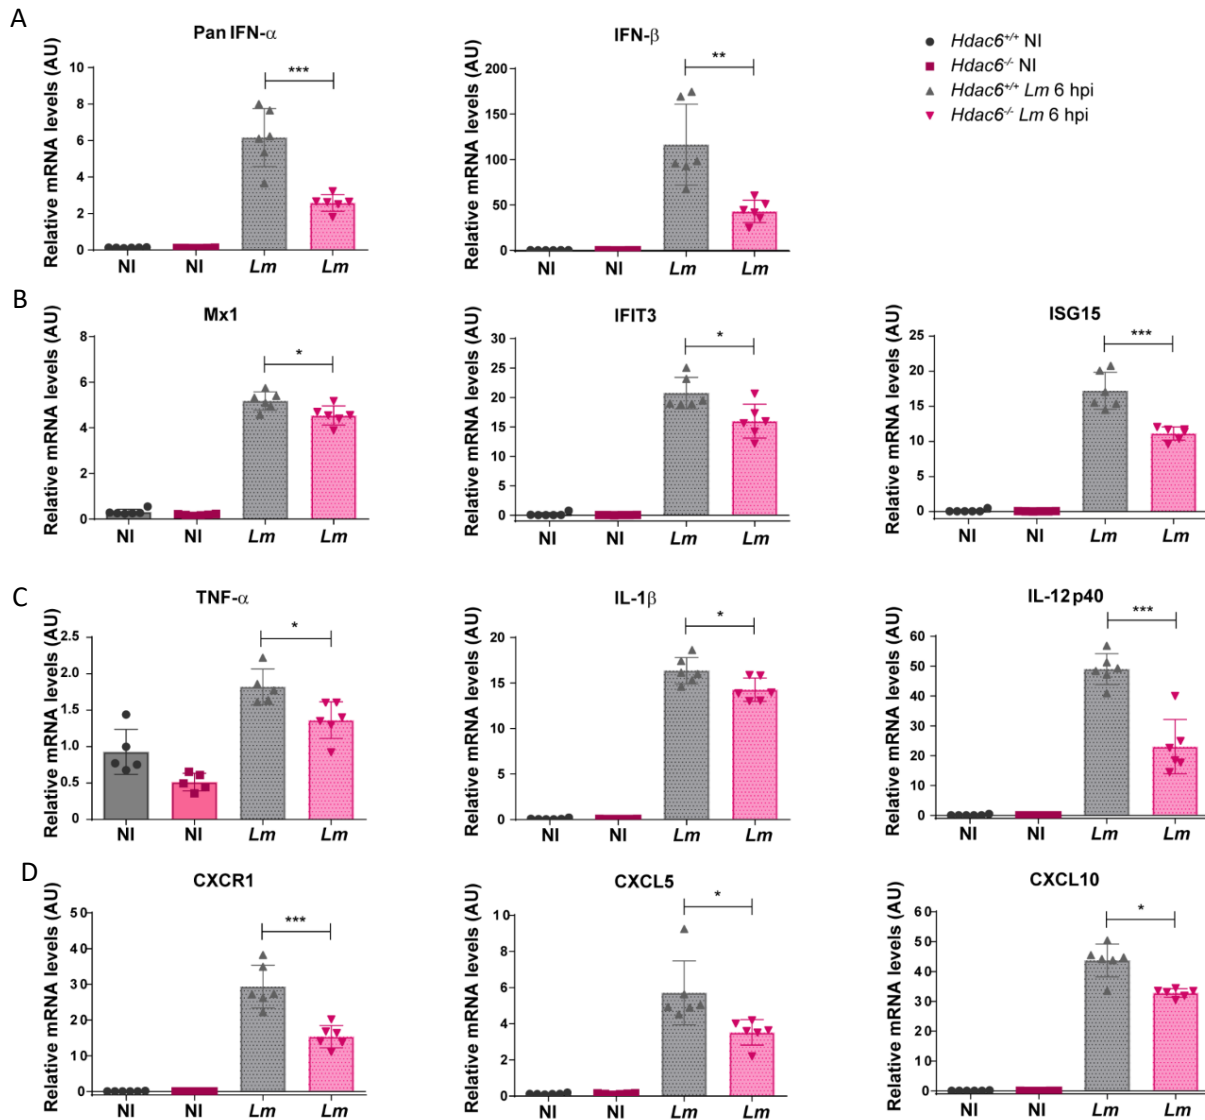 A
Pan IFN-α
Relative mRNA levels (AU)
10
8
6
4
2
0
***
NI
NI
Lm
Lm
IFN-β
Relative mRNA levels (AU)
200
150
100
50
0
**
NI
NI
Lm
Lm
Hdac6+/+ NI
Hdac6-/- NI
Hdac6+/+ Lm 6 hpi
Hdac6-/- Lm 6 hpi
B
Mx1
Relative mRNA levels (AU)
8
6
4
2
0
*
NI
NI
Lm
Lm
IFIT3
Relative mRNA levels (AU)
30
25
20
15
10
5
0
*
NI
NI
Lm
Lm
ISG15
Relative mRNA levels (AU)
25
20
15
10
5
0
***
NI
NI
Lm
Lm
C
TNF-α
Relative mRNA levels (AU)
2.5
2.0
1.5
1.0
0.5
0
*
NI
NI
Lm
Lm
IL-1β
Relative mRNA levels (AU)
20
15
10
5
0
*
NI
NI
Lm
Lm
IL-12 p40
Relative mRNA levels (AU)
60
50
40
30
20
10
0
***
NI
NI
Lm
Lm
D
CXCR1
Relative mRNA levels (AU)
50
40
30
20
10
0
***
NI
NI
Lm
Lm
CXCL5
Relative mRNA levels (AU)
10
8
6
4
2
0
*
NI
NI
Lm
Lm
CXCL10
Relative mRNA levels (AU)
60
50
40
30
20
10
0
*
NI
NI
Lm
Lm